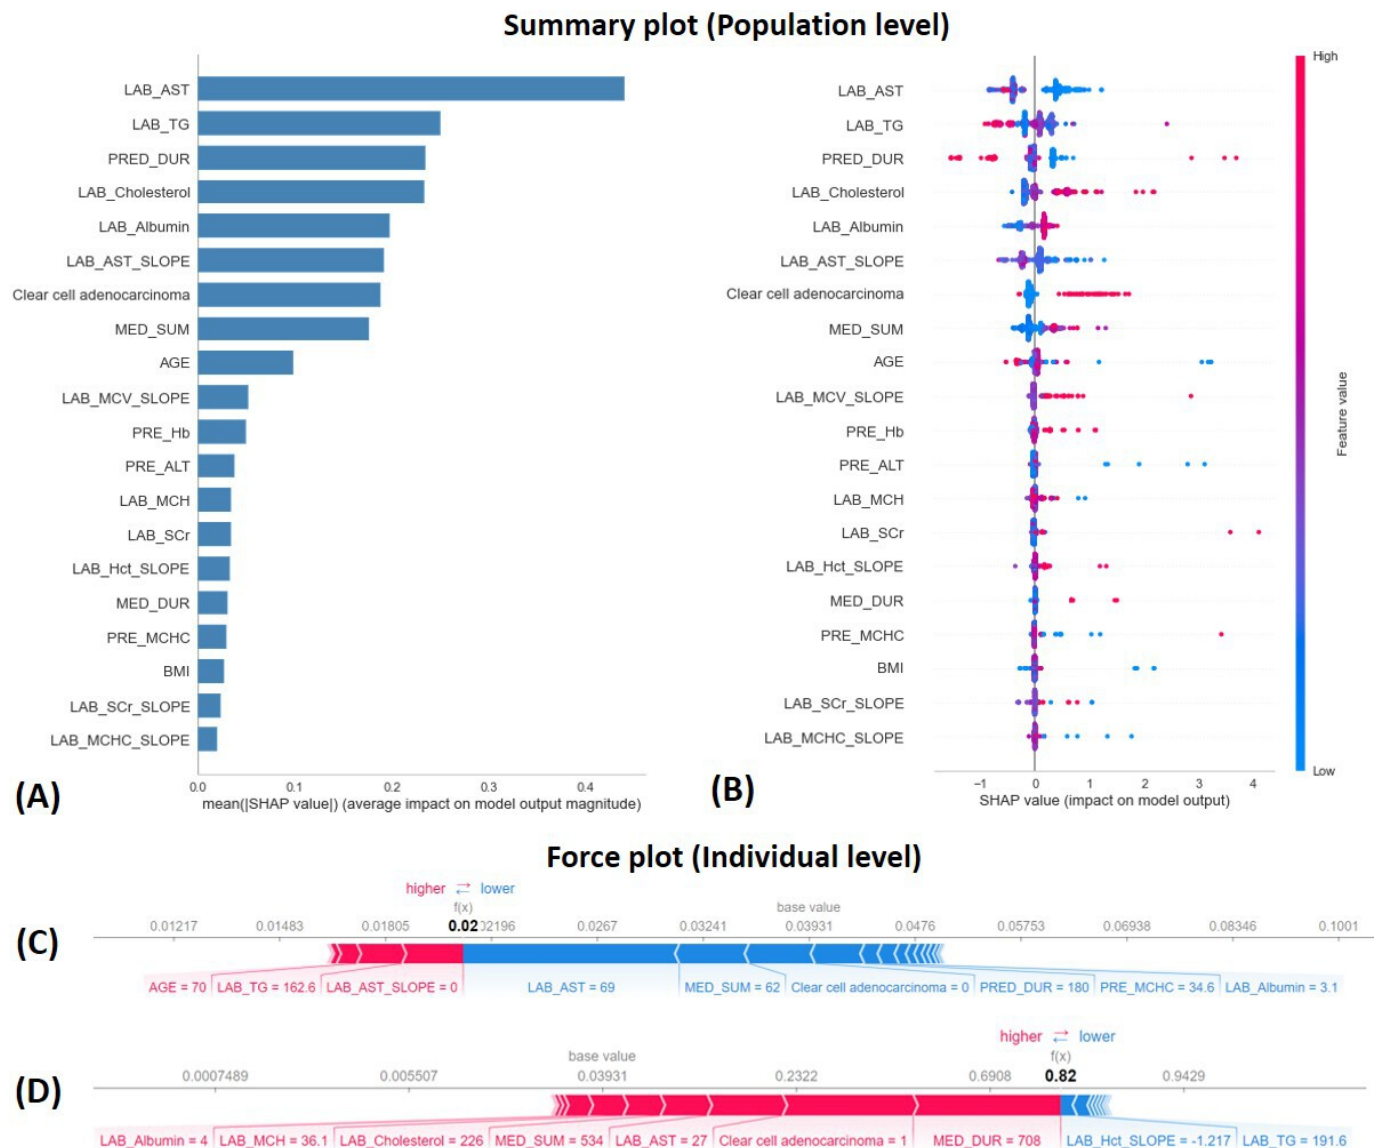 Summary plot (Population level)
LAB_AST
LAB_TG
PRED_DUR
LAB_Cholesterol
LAB_Albumin
LAB_AST_SLOPE
Clear cell adenocarcinoma
MED_SUM
AGE
LAB_MCV_SLOPE
PRE_Hb
PRE_ALT
LAB_MCH
LAB_SCr
LAB_Hct_SLOPE
MED_DUR
PRE_MCHC
BMI
LAB_SCr_SLOPE
LAB_MCHC_SLOPE
0.0 0.1 0.2 0.3 0.4
mean(|SHAP value|) (average impact on model output magnitude)
(A)
LAB_AST
LAB_TG
PRED_DUR
LAB_Cholesterol
LAB_Albumin
LAB_AST_SLOPE
Clear cell adenocarcinoma
MED_SUM
AGE
LAB_MCV_SLOPE
PRE_Hb
PRE_ALT
LAB_MCH
LAB_SCr
LAB_Hct_SLOPE
MED_DUR
PRE_MCHC
BMI
LAB_SCr_SLOPE
LAB_MCHC_SLOPE
−1 0 1 2 3 4
SHAP value (impact on model output)
High
Feature value
Low
(B)
Force plot (Individual level)
(C)
higher lower
f(x) base value
0.01217 0.01483 0.01805 0.02 02196 0.0267 0.03241 0.03931 0.0476 0.05753 0.06938 0.08346 0.1001
AGE = 70 LAB_TG = 162.6 LAB_AST_SLOPE = 0 LAB_AST = 69 MED_SUM = 62 Clear cell adenocarcinoma = 0 PRED_DUR = 180 PRE_MCHC = 34.6 LAB_Albumin = 3.1
(D)
higher lower
base value f(x)
0.0007489 0.005507 0.03931 0.2322 0.6908 0.82 0.9429
LAB_Albumin = 4 LAB_MCH = 36.1 LAB_Cholesterol = 226 MED_SUM = 534 LAB_AST = 27 Clear cell adenocarcinoma = 1 MED_DUR = 708 LAB_Hct_SLOPE = -1.217 LAB_TG = 191.6